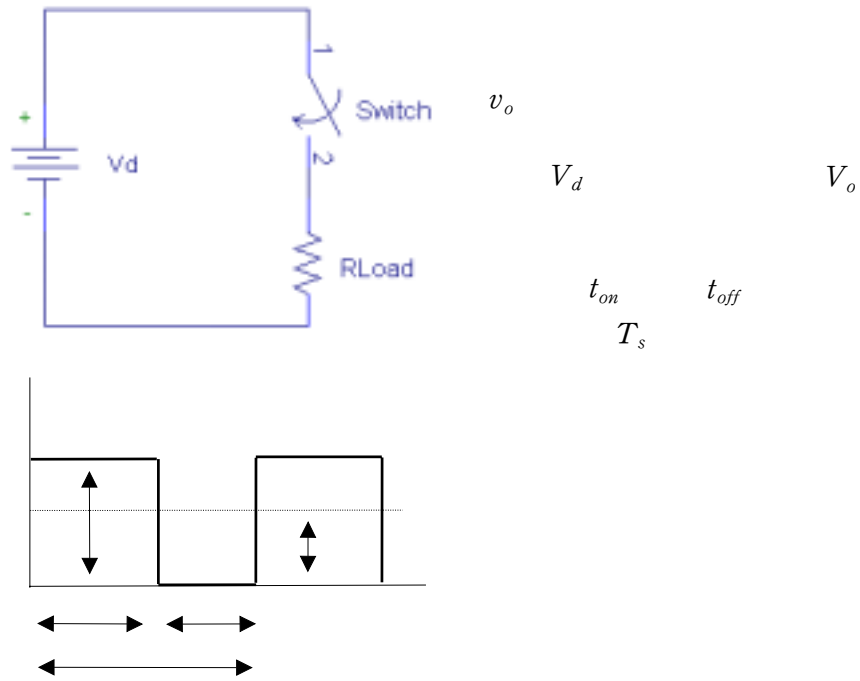 1
Switch
v_o
+
2
Vd
V_d
V_o
-
RLoad
t_on
t_off
T_s